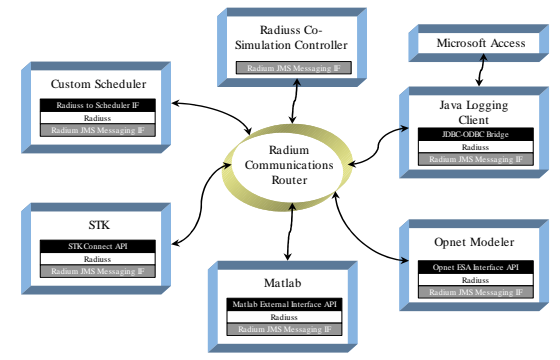 Radiuss Co-
Simulation Controller
Radium JMS Messaging IF
Microsoft Access
Custom Scheduler
Radiuss to Scheduler IF
Radiuss
Radium JMS Messaging IF
Java Logging
Client
JDBC-ODBC Bridge
Radiuss
Radium JMS Messaging IF
Radium
Communications
Router
STK
STK Connect API
Radiuss
Radium JMS Messaging IF
Matlab
Matlab External Interface API
Radiuss
Radium JMS Messaging IF
Opnet Modeler
Opnet ESA Interface API
Radiuss
Radium JMS Messaging IF